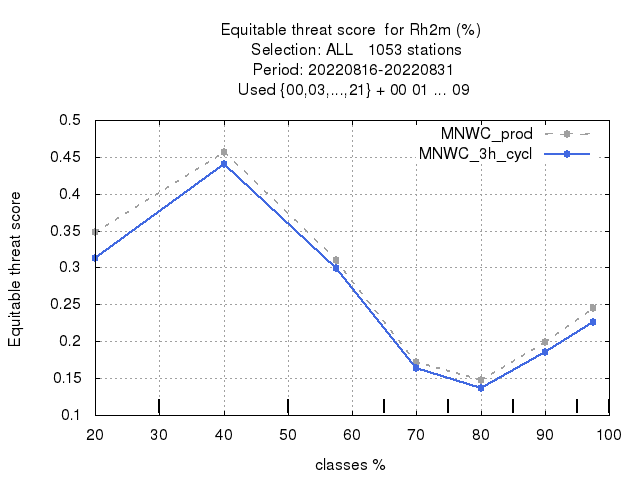 Equitable threat score  for Rh2m (%)
Selection: ALL   1053 stations
Period: 20220816-20220831
Used {00,03,...,21} + 00 01 ... 09
MNWC_prod
MNWC_3h_cycl
Equitable threat score
0.5
0.45
0.4
0.35
0.3
0.25
0.2
0.15
0.1
20 30 40 50 60 70 80 90 100
classes %